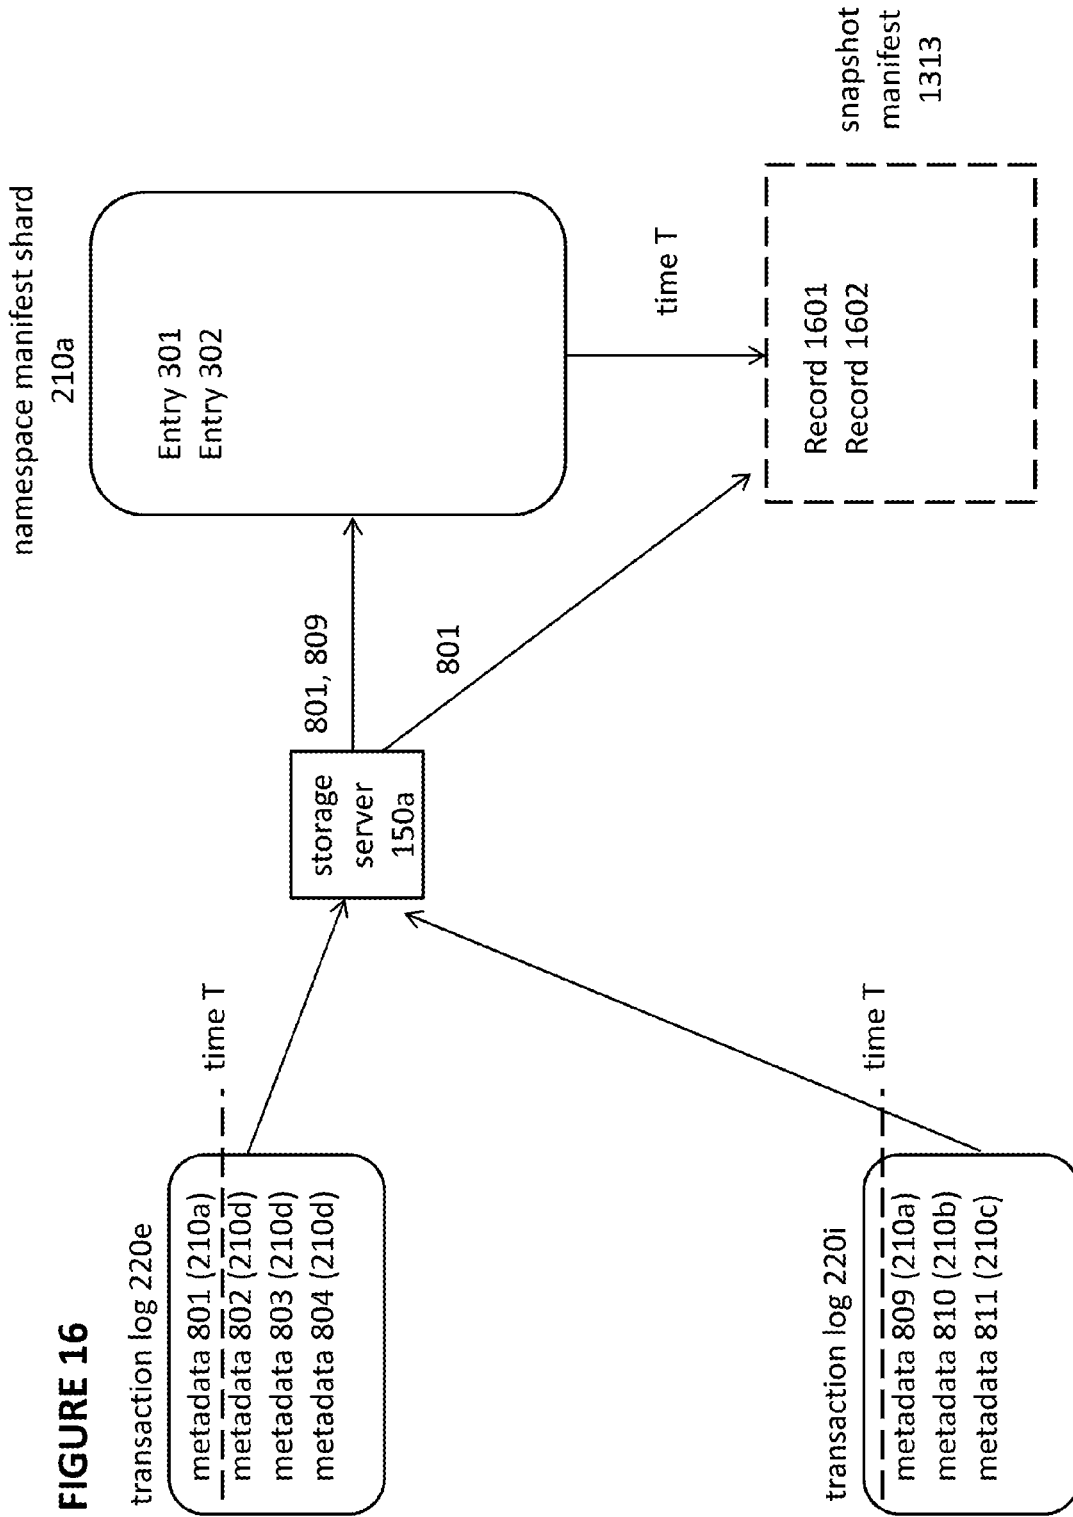 FIGURE 16
transaction log 220e
metadata 801 (210a)
metadata 802 (210d)
metadata 803 (210d)
metadata 804 (210d)
time T
transaction log 220i
metadata 809 (210a)
metadata 810 (210b)
metadata 811 (210c)
time T
storage
server
150a
801, 809
801
namespace manifest shard
210a
Entry 301
Entry 302
time T
Record 1601
Record 1602
snapshot
manifest
1313